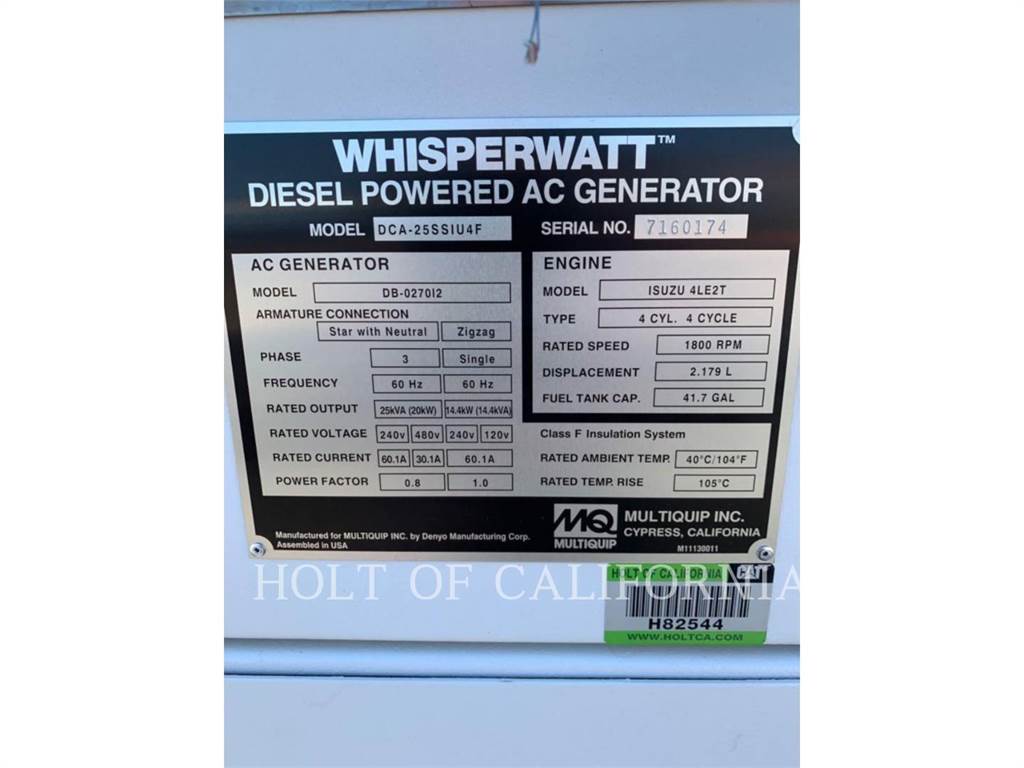 WHISPERWATT™
DIESEL POWERED AC GENERATOR
MODEL DCA-25SSIU4F SERIAL NO. 7160174
AC GENERATOR
MODEL DB-0270I2
ARMATURE CONNECTION
Star with Neutral Zigzag
PHASE 3 Single
FREQUENCY 60 Hz 60 Hz
RATED OUTPUT 25kVA (20kW) 14.4kW (14.4kVA)
RATED VOLTAGE 240v 480v 240v 120v
RATED CURRENT 60.1A 30.1A 60.1A
POWER FACTOR 0.8 1.0
ENGINE
MODEL ISUZU 4LE2T
TYPE 4 CYL. 4 CYCLE
RATED SPEED 1800 RPM
DISPLACEMENT 2.179 L
FUEL TANK CAP. 41.7 GAL
Class F Insulation System
RATED AMBIENT TEMP. 40°C/104°F
RATED TEMP. RISE 105°C
Manufactured for MULTIQUIP INC. by Denyo Manufacturing Corp.
Assembled in USA
MQ
MULTIQUIP
MULTIQUIP INC.
CYPRESS, CALIFORNIA
M11130011
HOLT OF CALIFORNIA
HOLT OF CALIFORNIA CAT
H82544
WWW.HOLTCA.COM